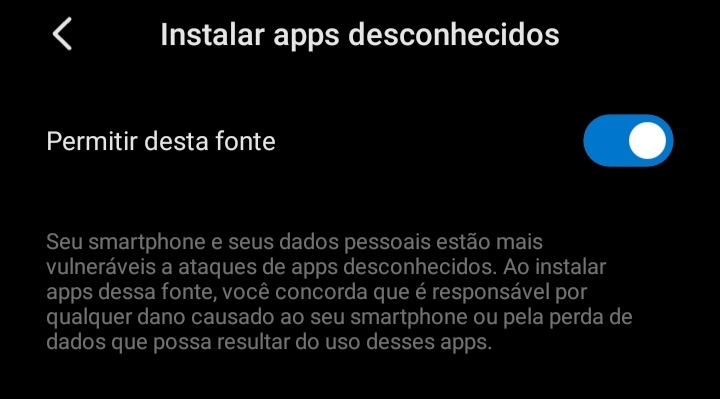 Instalar apps desconhecidos
Permitir desta fonte
Seu smartphone e seus dados pessoais estão mais
vulneráveis a ataques de apps desconhecidos. Ao instalar
apps dessa fonte, você concorda que é responsável por
qualquer dano causado ao seu smartphone ou pela perda de
dados que possa resultar do uso desses apps.